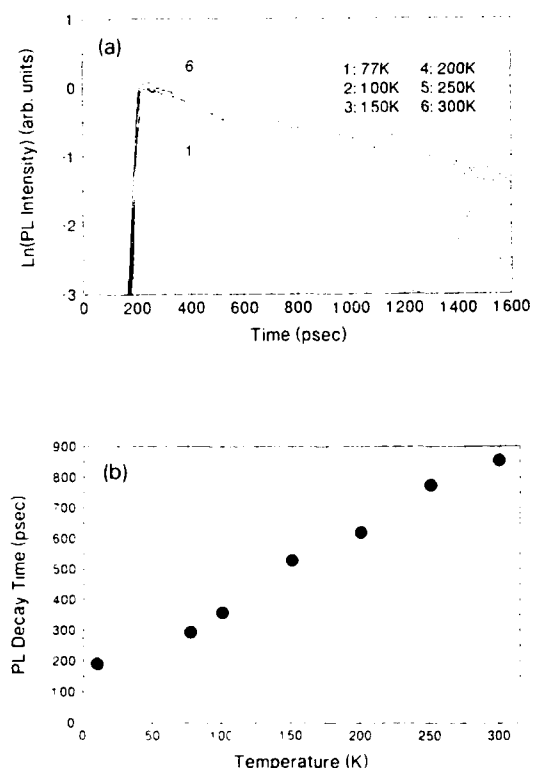 (a)
1
0
-1
-2
-3
Ln(PL Intensity) (arb. units)
6
1
1: 77K 4: 200K
2: 100K 5: 250K
3: 150K 6: 300K
0 200 400 600 800 1000 1200 1400 1600
Time (psec)
(b)
900
800
700
600
500
400
300
200
100
0
PL Decay Time (psec)
0 50 100 150 200 250 300
Temperature (K)